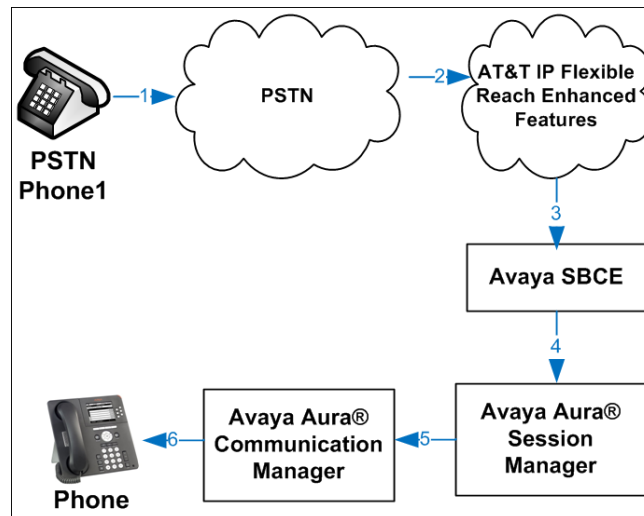 PSTN
Phone1
1
PSTN
2
AT&T IP Flexible
Reach Enhanced
Features
3
Avaya SBCE
4
Avaya Aura®
Session
Manager
5
Avaya Aura®
Communication
Manager
6
Phone